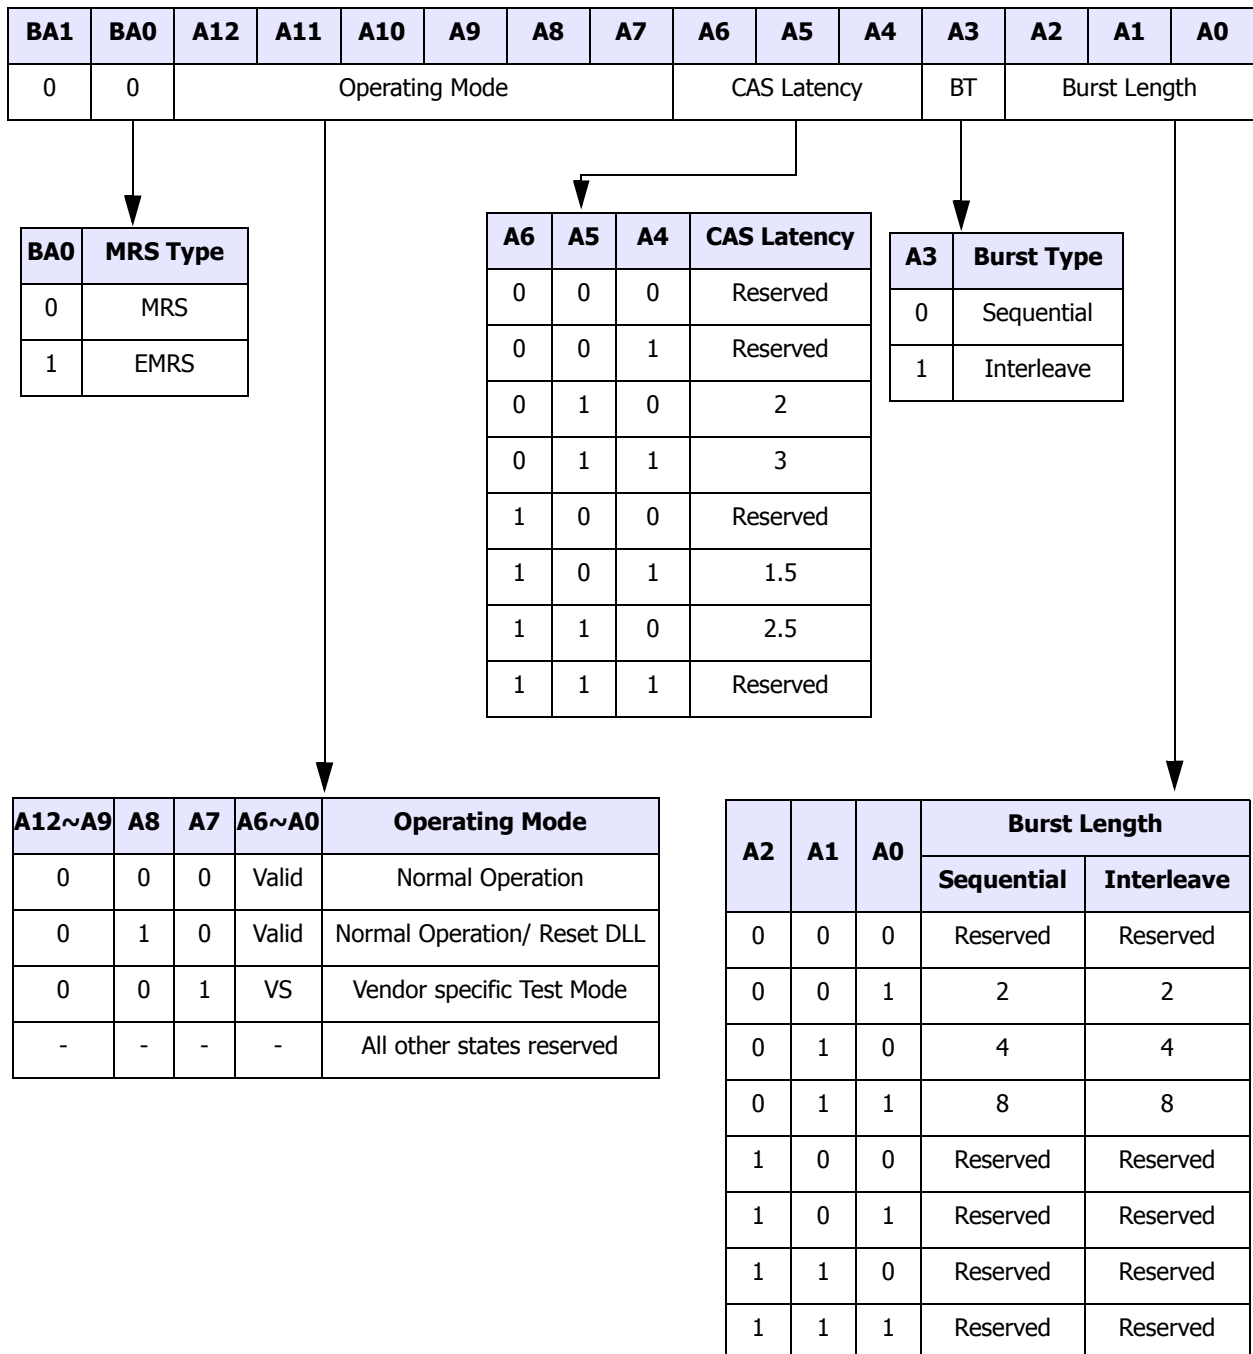 BA1 BA0 A12 A11 A10 A9 A8 A7 A6 A5 A4 A3 A2 A1 A0
0 0 Operating Mode CAS Latency BT Burst Length
BA0 MRS Type
0 MRS
1 EMRS
A6 A5 A4 CAS Latency
0 0 0 Reserved
0 0 1 Reserved
0 1 0 2
0 1 1 3
1 0 0 Reserved
1 0 1 1.5
1 1 0 2.5
1 1 1 Reserved
A3 Burst Type
0 Sequential
1 Interleave
A12~A9 A8 A7 A6~A0 Operating Mode
0 0 0 Valid Normal Operation
0 1 0 Valid Normal Operation/ Reset DLL
0 0 1 VS Vendor specific Test Mode
- - - - All other states reserved
A2 A1 A0 Burst Length
Sequential Interleave
0 0 0 Reserved Reserved
0 0 1 2 2
0 1 0 4 4
0 1 1 8 8
1 0 0 Reserved Reserved
1 0 1 Reserved Reserved
1 1 0 Reserved Reserved
1 1 1 Reserved Reserved